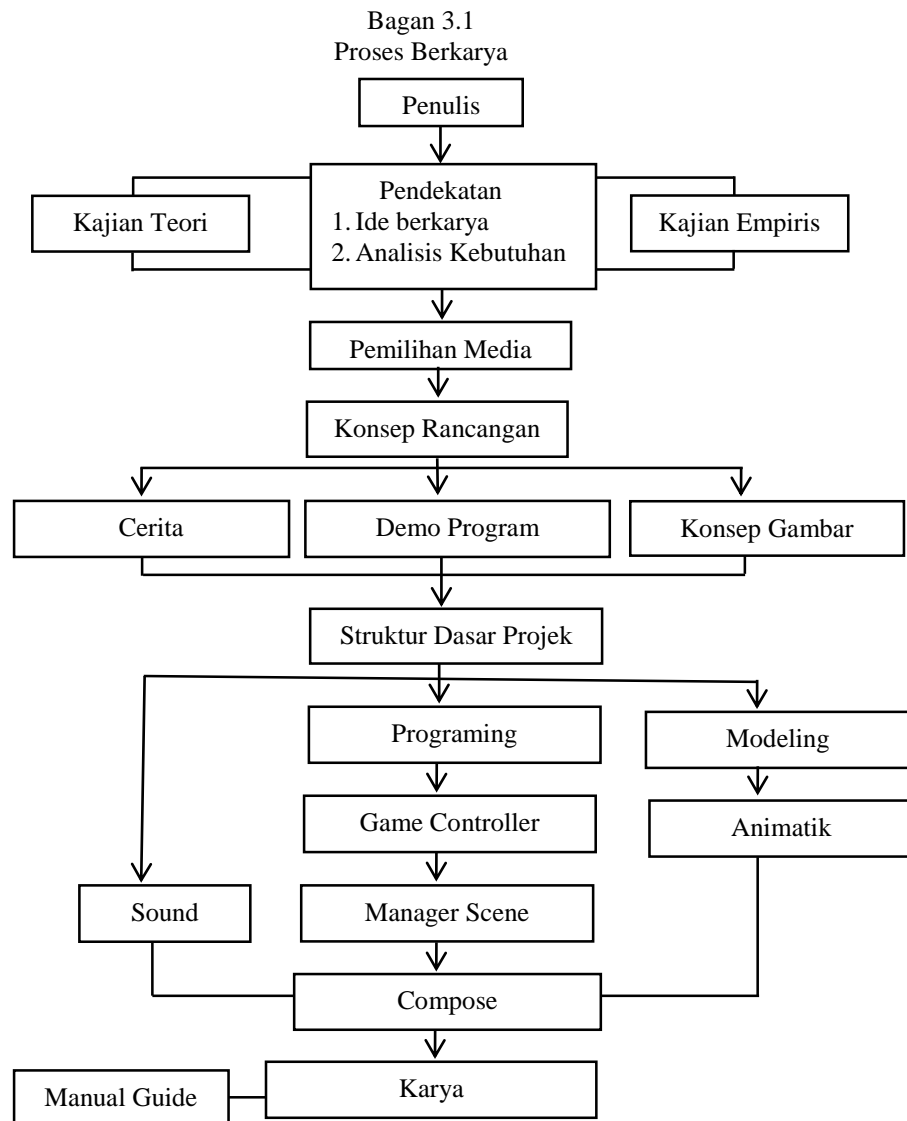 Bagan 3.1
Proses Berkarya
Penulis
Pendekatan
1. Ide berkarya
2. Analisis Kebutuhan
Kajian Teori
Kajian Empiris
Pemilihan Media
Konsep Rancangan
Cerita
Demo Program
Konsep Gambar
Struktur Dasar Projek
Programing
Modeling
Game Controller
Animatik
Sound
Manager Scene
Compose
Karya
Manual Guide